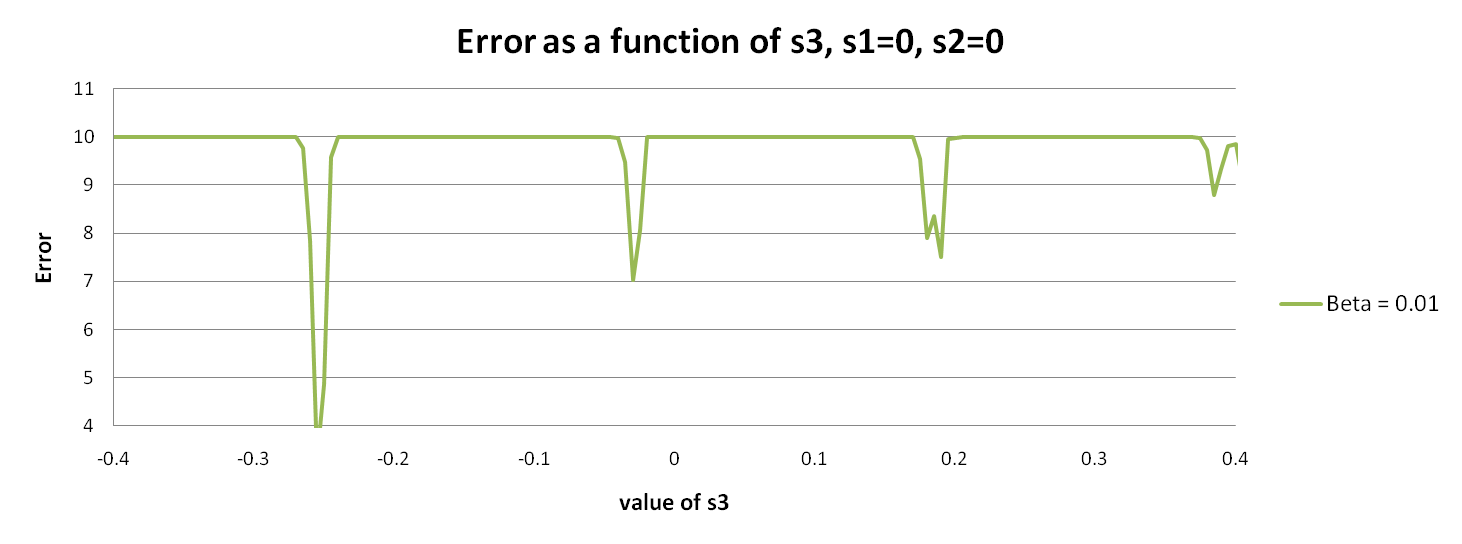 Error as a function of s3, s1=0, s2=0
11
10
9
8
7
6
5
4
Error
-0.4 -0.3 -0.2 -0.1 0 0.1 0.2 0.3 0.4
value of s3
Beta = 0.01